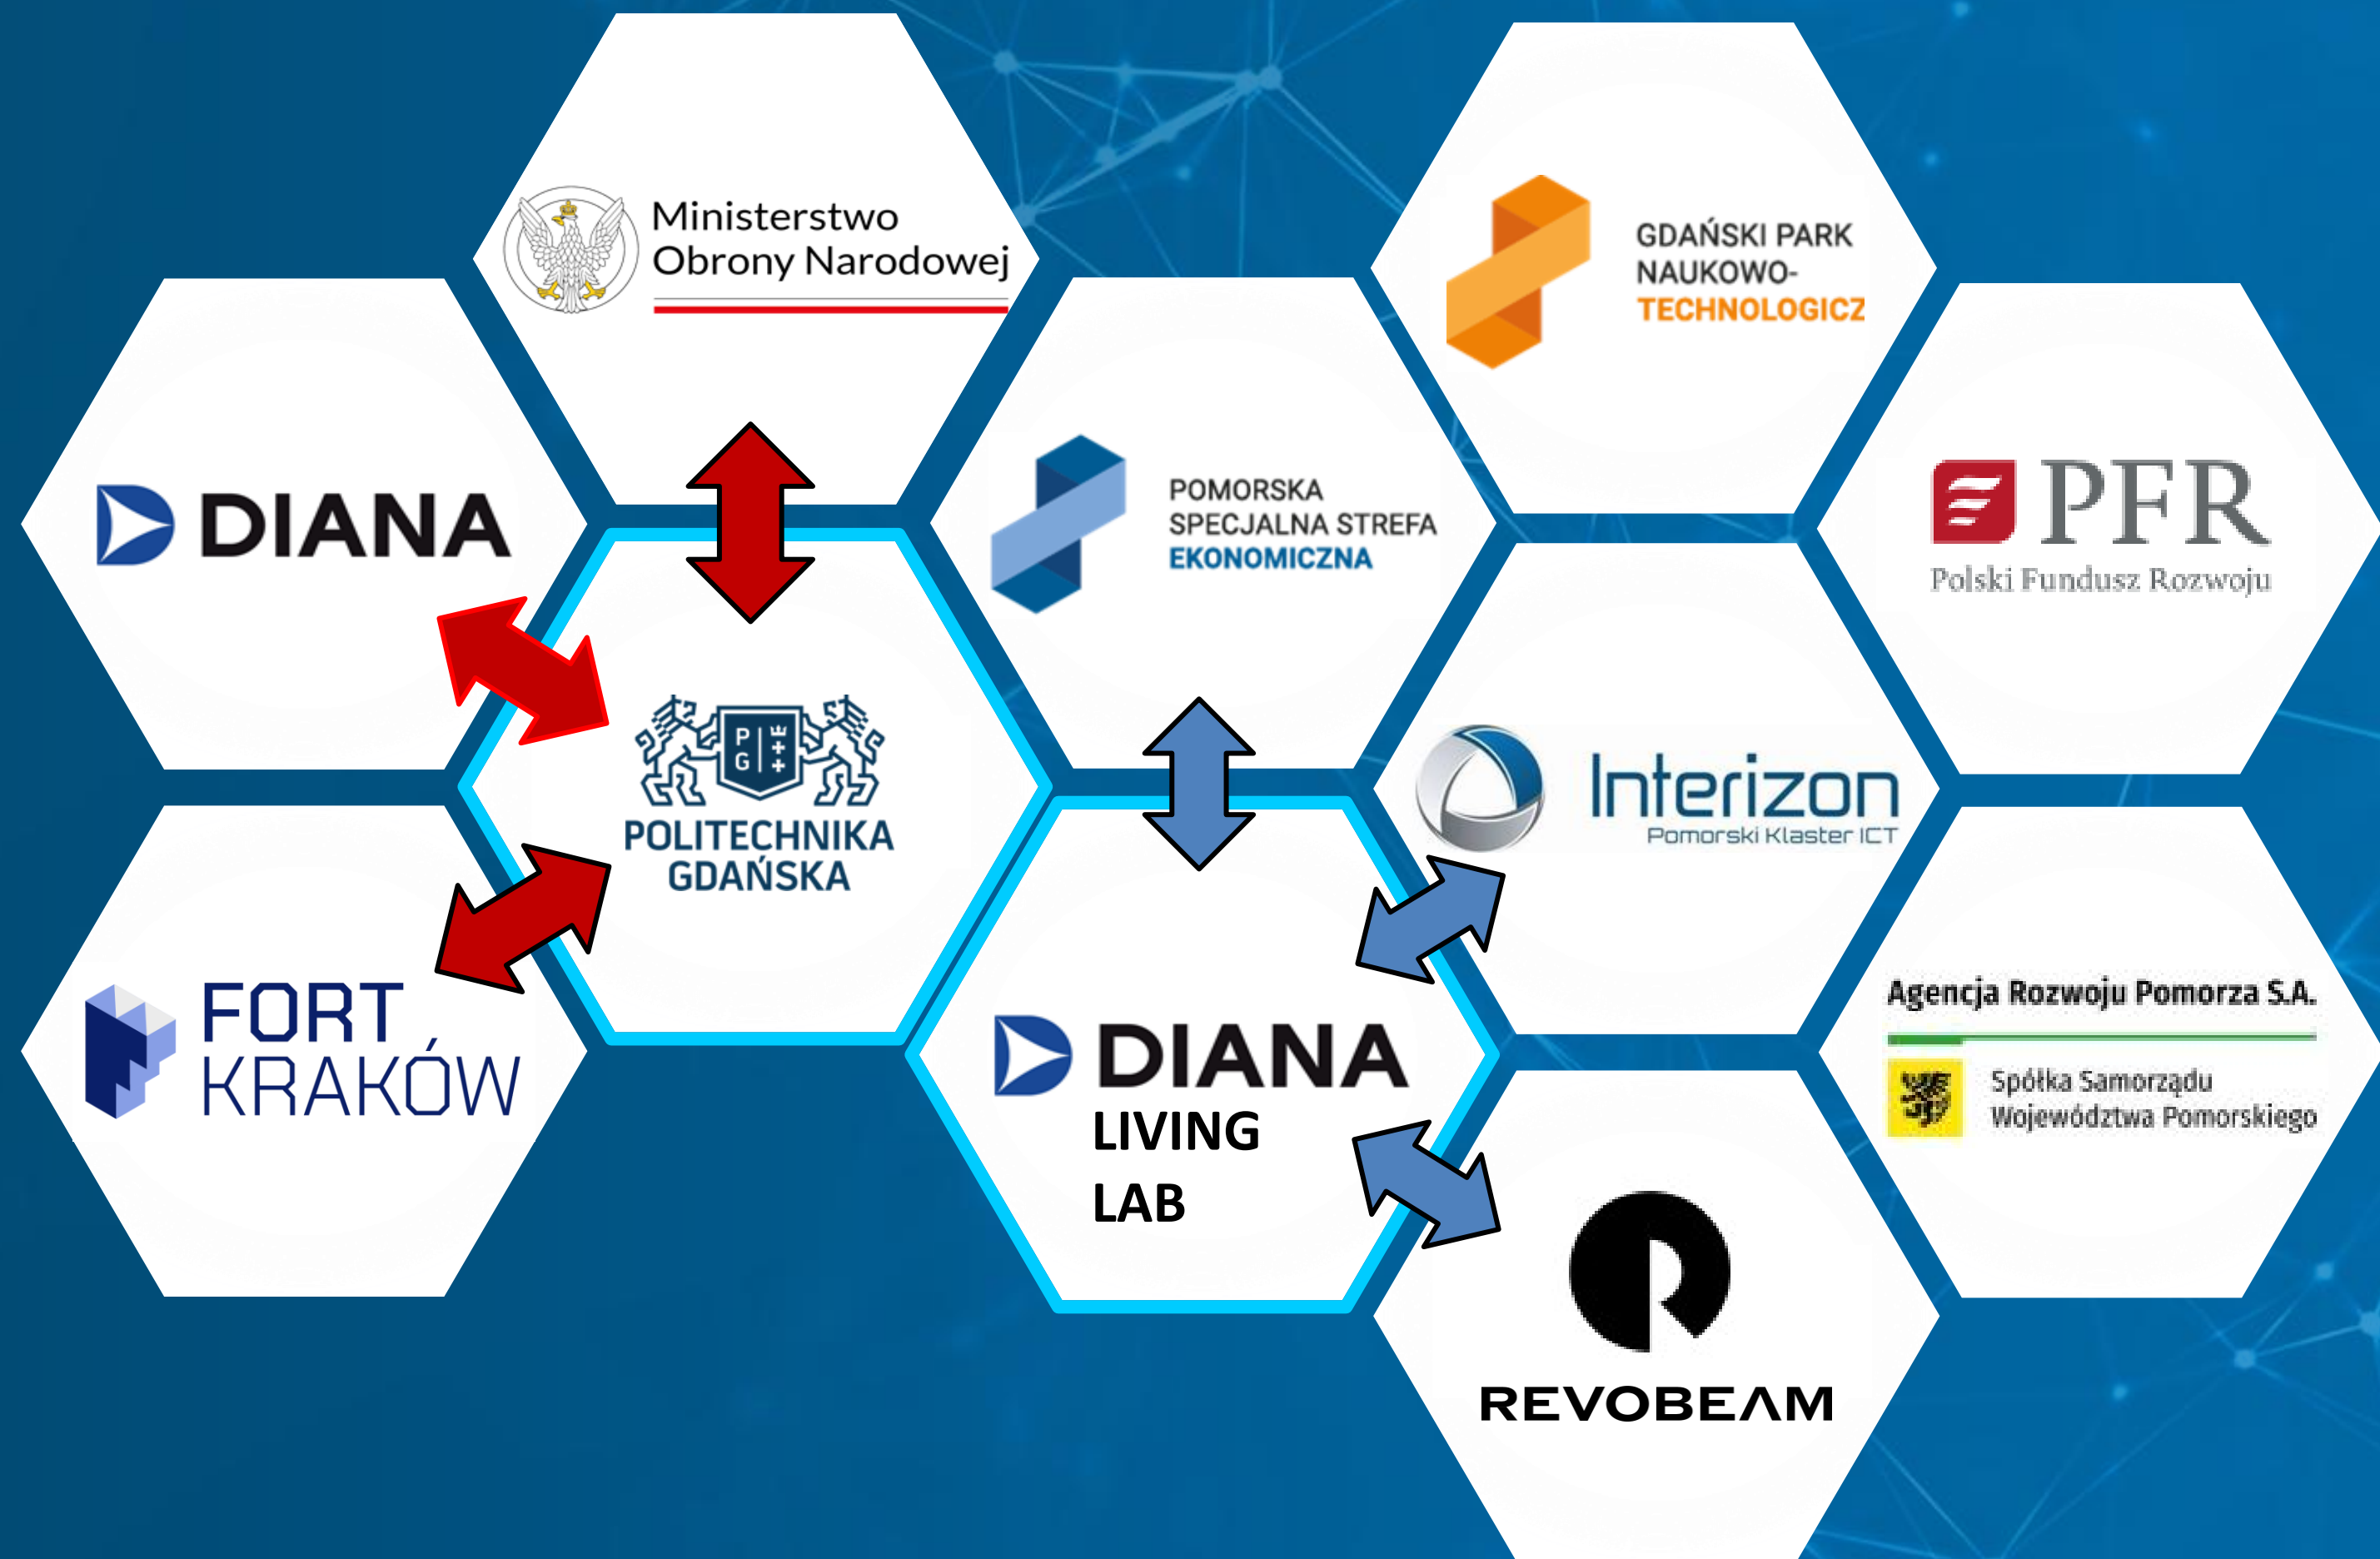 Ministerstwo
Obrony Narodowej
GDAŃSKI PARK
NAUKOWO-
TECHNOLOGICZ
DIANA
POMORSKA
SPECJALNA STREFA
EKONOMICZNA
PFR
Polski Fundusz Rozwoju
P G
POLITECHNIKA
GDAŃSKA
Interizon
Pomorski Klaster ICT
FORT
KRAKÓW
DIANA
LIVING
LAB
Agencja Rozwoju Pomorza S.A.
Spółka Samorządu
Województwa Pomorskiego
REVOBEAM